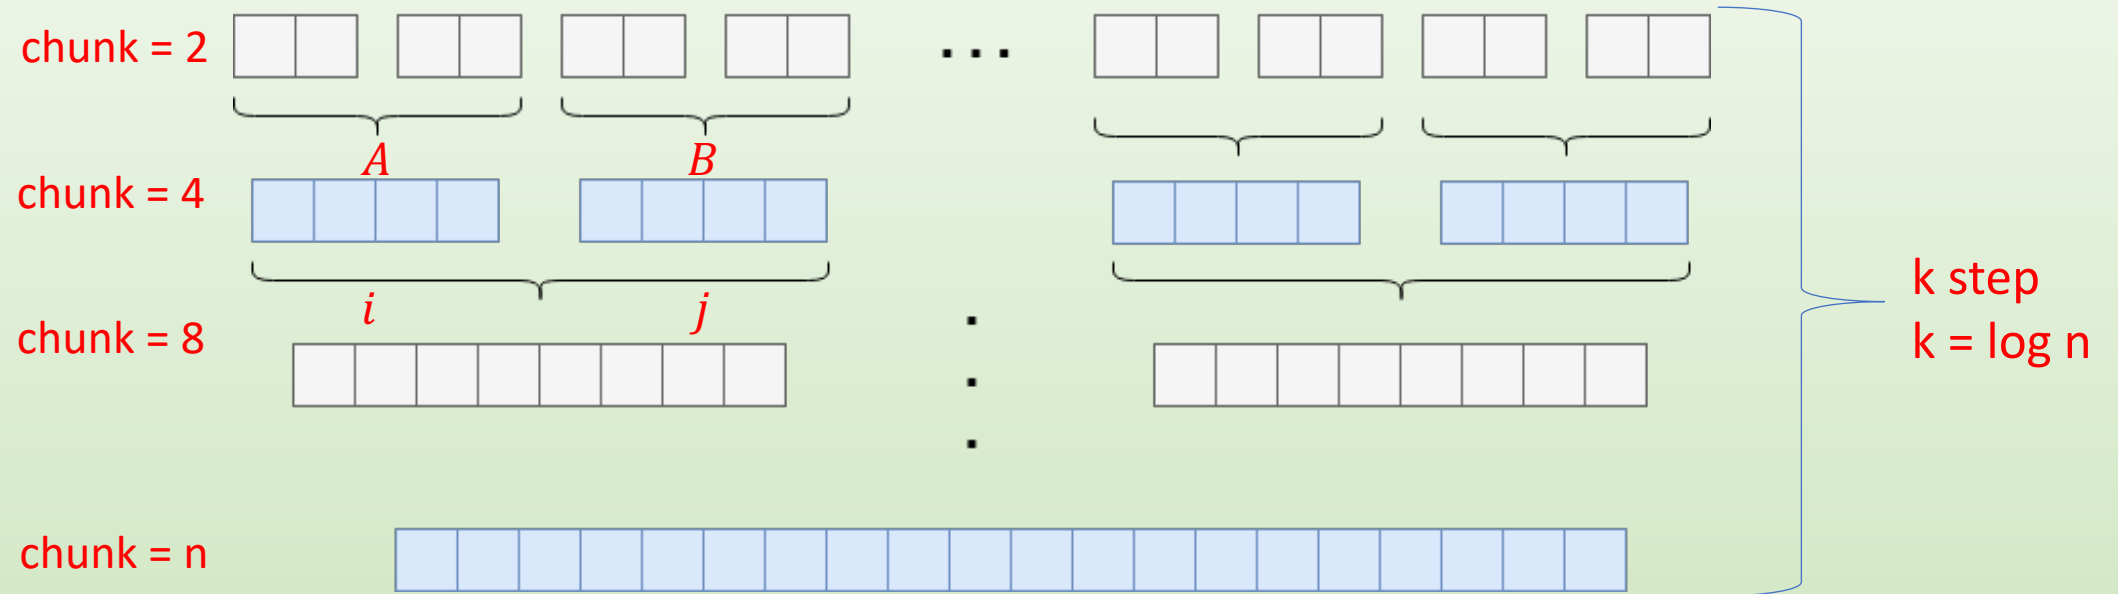 chunk = 2
...
A
B
chunk = 4
i
j
chunk = 8
k step
k = log n
chunk = n